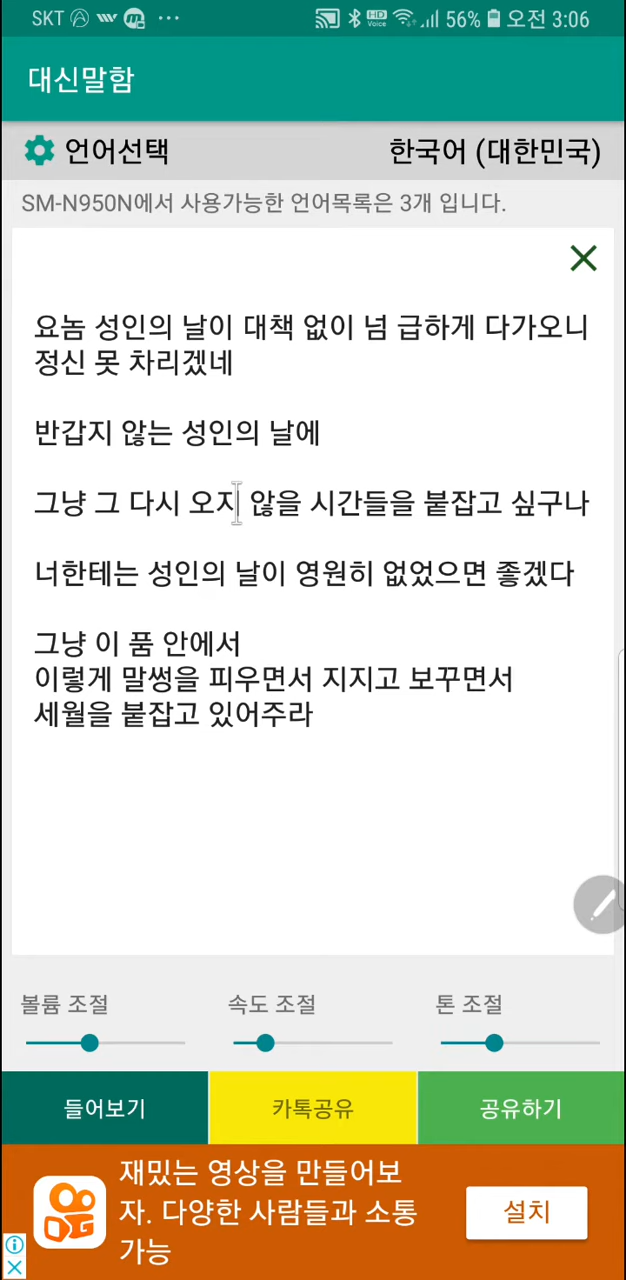 SKT 56% 오전 3:06
대신말함
언어선택 한국어 (대한민국)
SM-N950N에서 사용가능한 언어목록은 3개 입니다.
요놈 성인의 날이 대책 없이 넘 급하게 다가오니
정신 못 차리겠네
반갑지 않는 성인의 날에
그냥 그 다시 오지 않을 시간들을 붙잡고 싶구나
너한테는 성인의 날이 영원히 없었으면 좋겠다
그냥 이 품 안에서
이렇게 말썽을 피우면서 지지고 보꾸면서
세월을 붙잡고 있어주라
볼륨 조절 속도 조절 톤 조절
들어보기 카톡공유 공유하기
재밌는 영상을 만들어보
자. 다양한 사람들과 소통
가능
설치